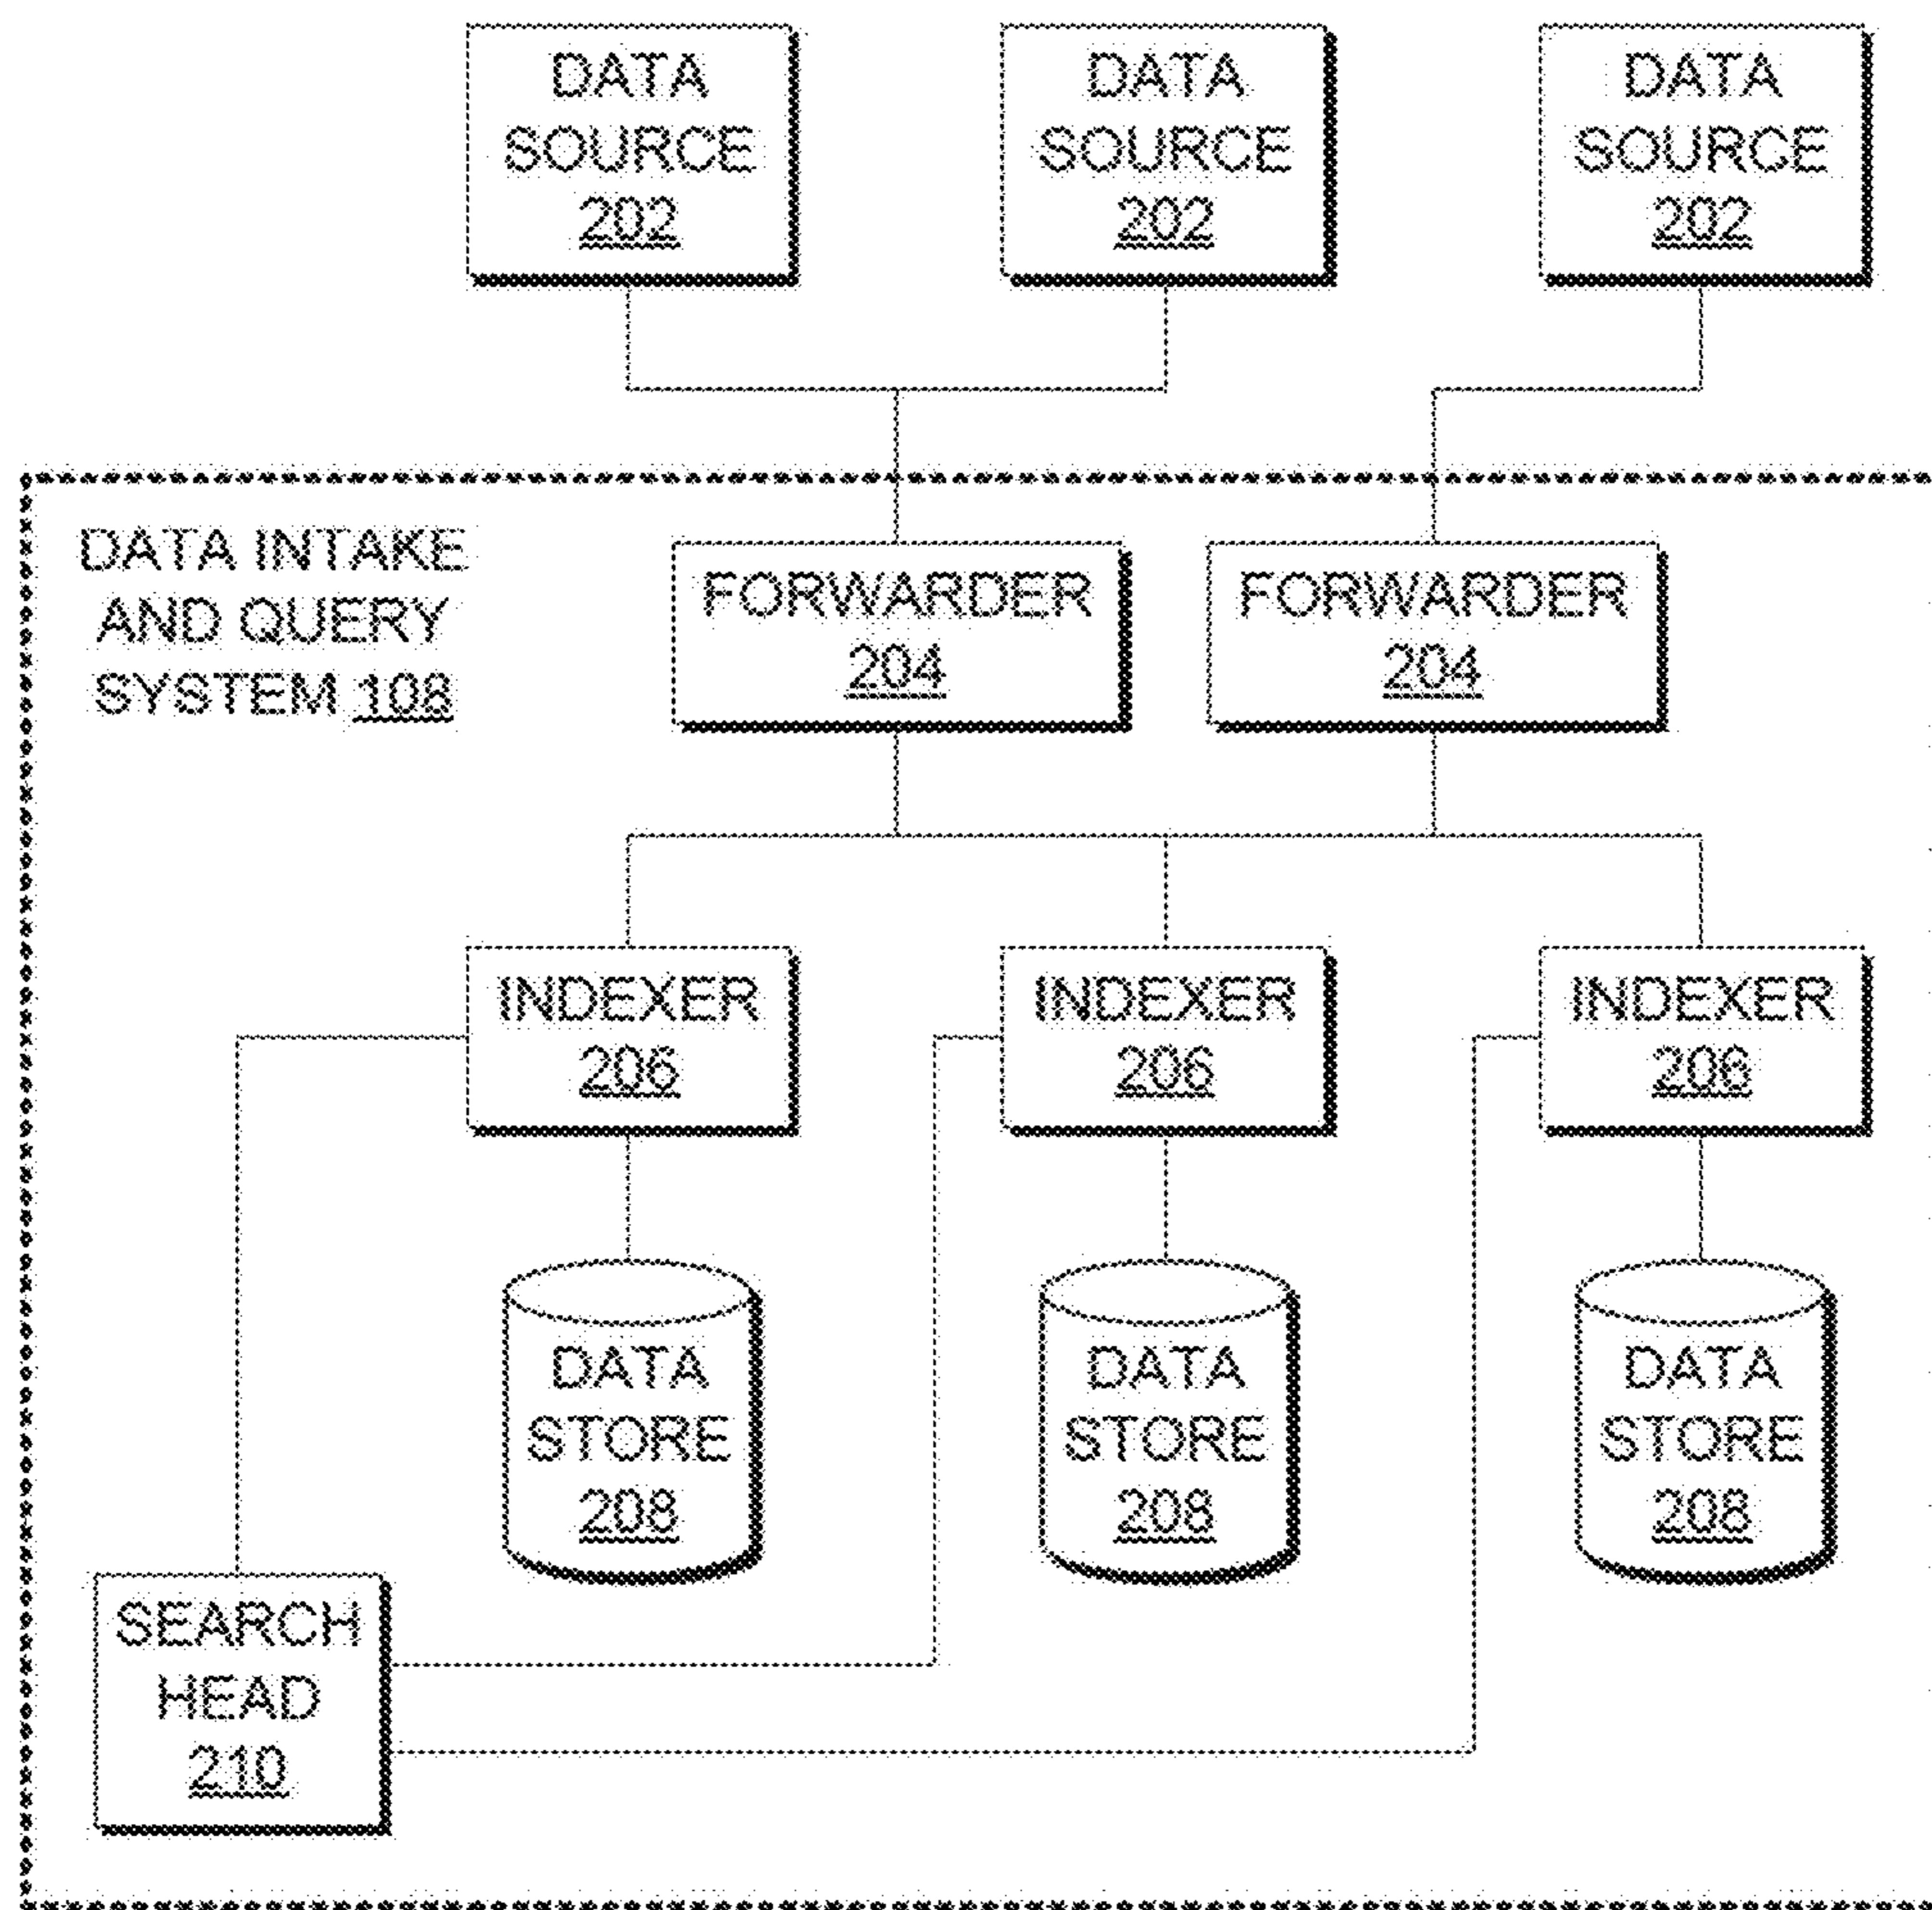 DATA
SOURCE
202
DATA
SOURCE
202
DATA
SOURCE
202
DATA INTAKE
AND QUERY
SYSTEM 108
FORWARDER
204
FORWARDER
204
INDEXER
206
INDEXER
206
INDEXER
206
DATA
STORE
208
DATA
STORE
208
DATA
STORE
208
SEARCH
HEAD
210